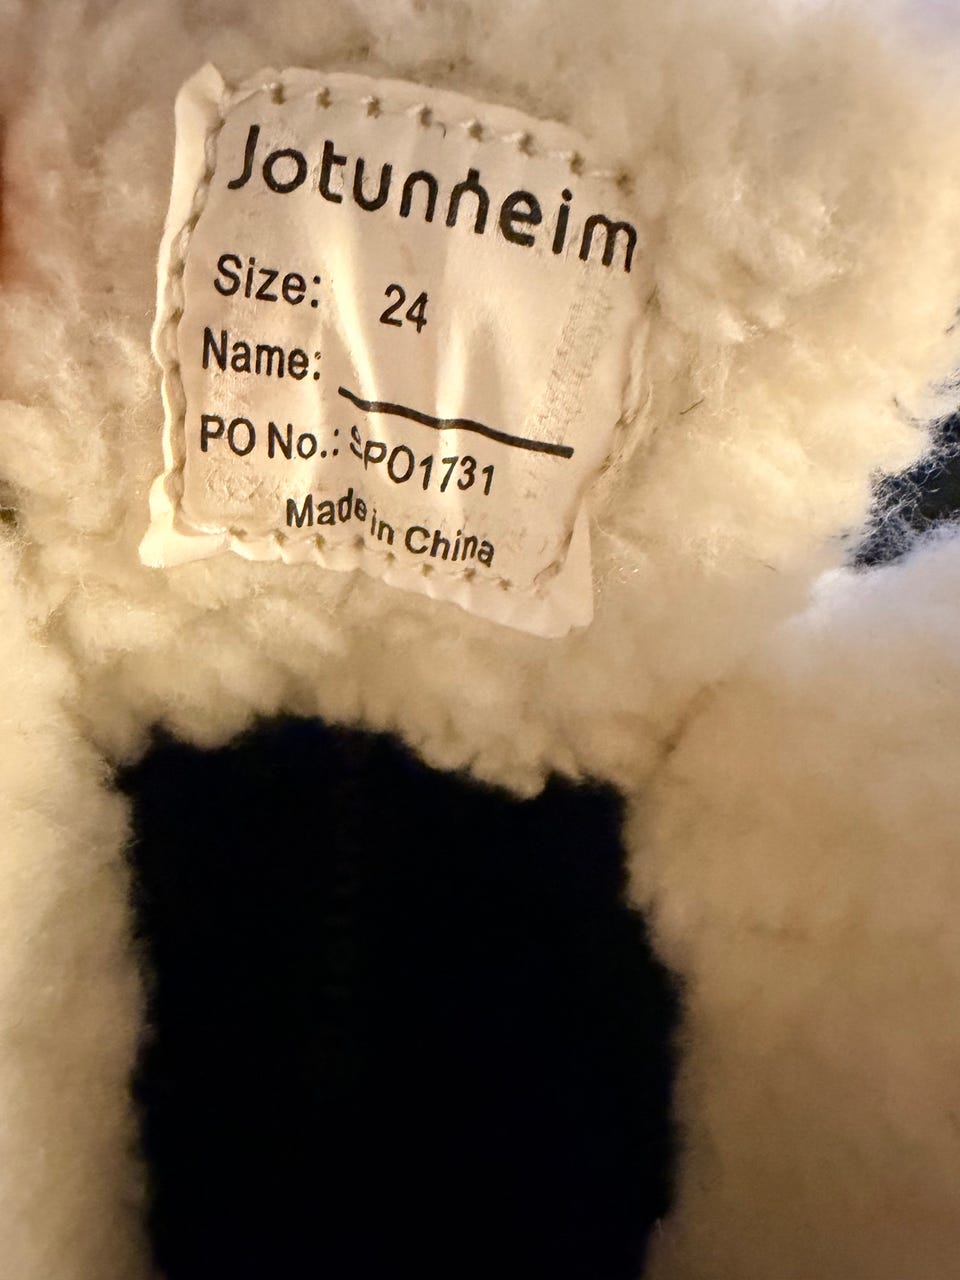 Jotunheim
Size: 24
Name:
PO No.: SPO1731
Made in China